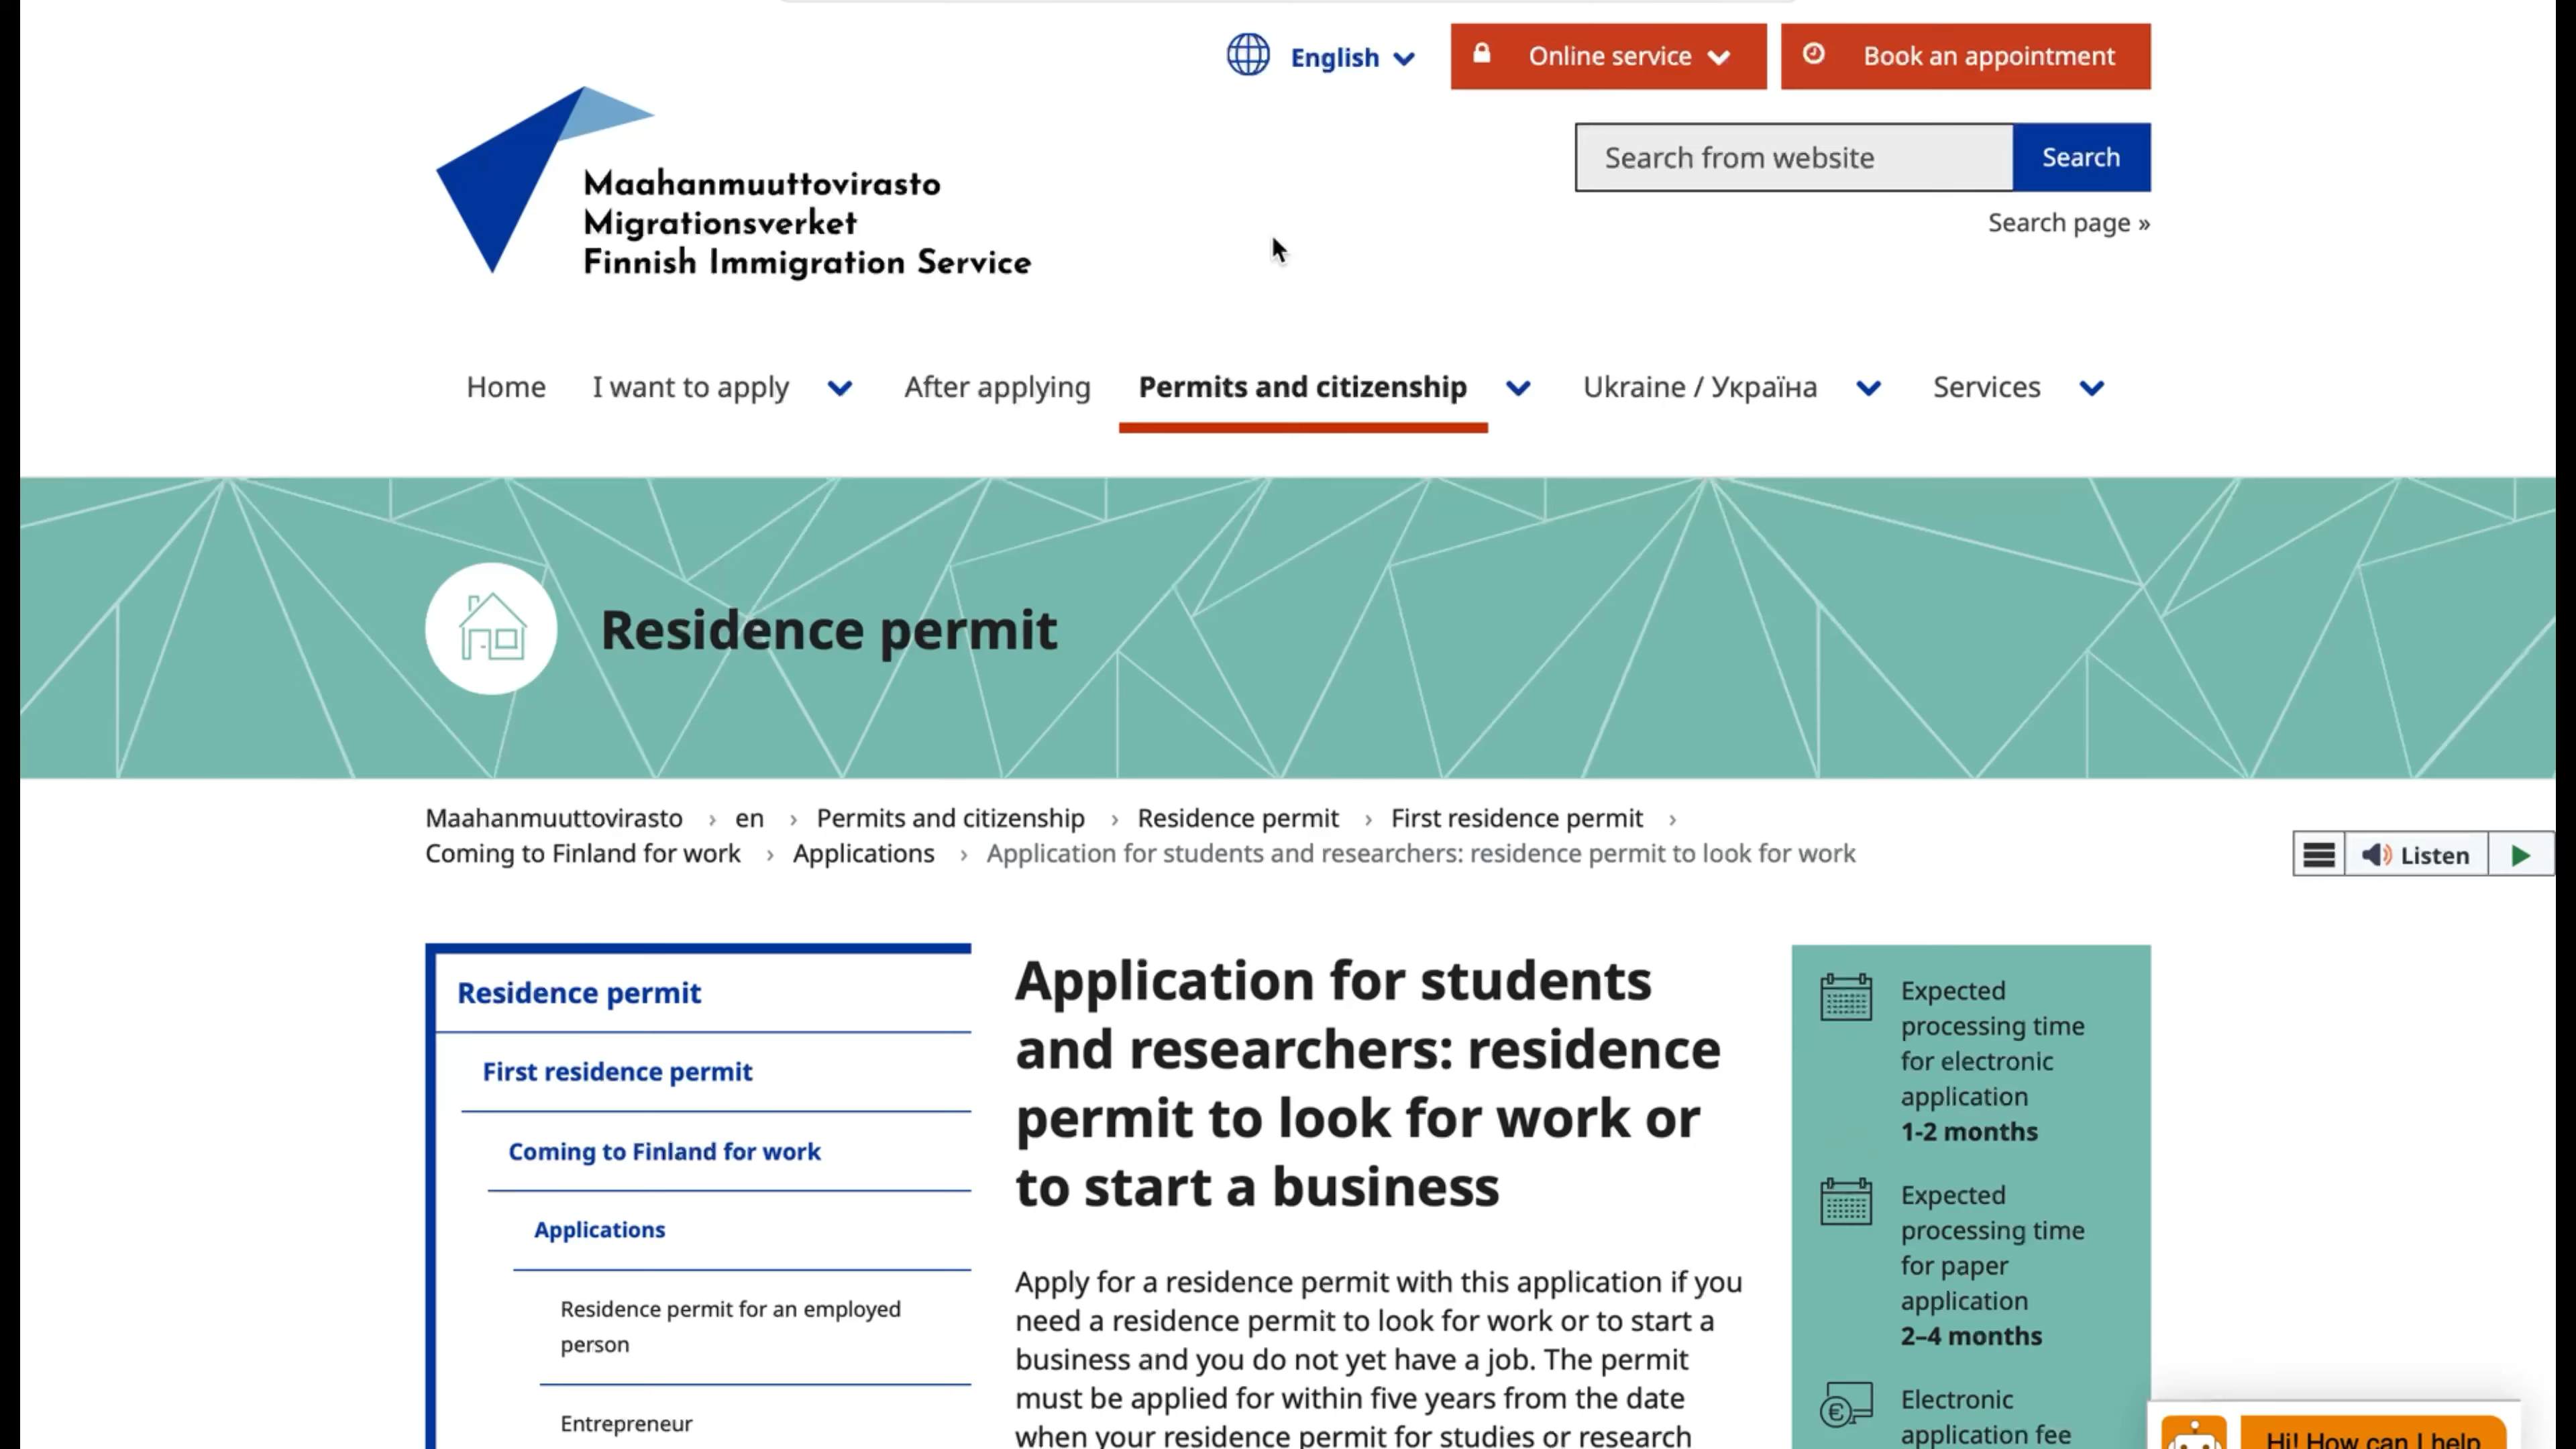 English
Online service
Book an appointment
Search from website
Search
Search page »
Maahanmuuttovirasto
Migrationsverket
Finnish Immigration Service
Home
I want to apply
After applying
Permits and citizenship
Ukraine / Україна
Services
Residence permit
Maahanmuuttovirasto › en › Permits and citizenship › Residence permit › First residence permit ›
Coming to Finland for work › Applications › Application for students and researchers: residence permit to look for work
Listen
Residence permit
First residence permit
Coming to Finland for work
Applications
Residence permit for an employed
person
Entrepreneur
Application for students
and researchers: residence
permit to look for work or
to start a business
Apply for a residence permit with this application if you
need a residence permit to look for work or to start a
business and you do not yet have a job. The permit
must be applied for within five years from the date
when your residence permit for studies or research
Expected
processing time
for electronic
application
1-2 months
Expected
processing time
for paper
application
2–4 months
Electronic
application fee
Hi! How can I help